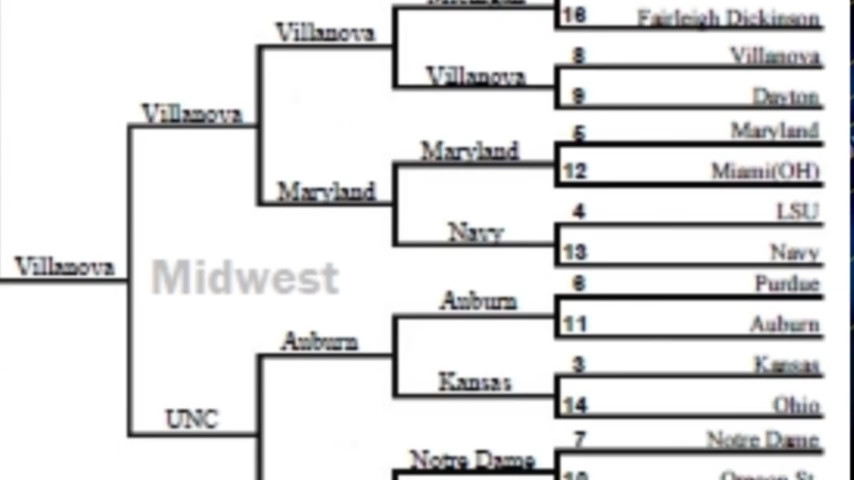 16 Fairleigh Dickinson
Villanova
8 Villanova
Villanova
9 Dayton
Villanova
5 Maryland
Maryland
12 Miami(OH)
Maryland
4 LSU
Navy
13 Navy
Villanova
Midwest
6 Purdue
Auburn
11 Auburn
Auburn
3 Kansas
Kansas
14 Ohio
UNC
7 Notre Dame
Notre Dame
Oregon St.